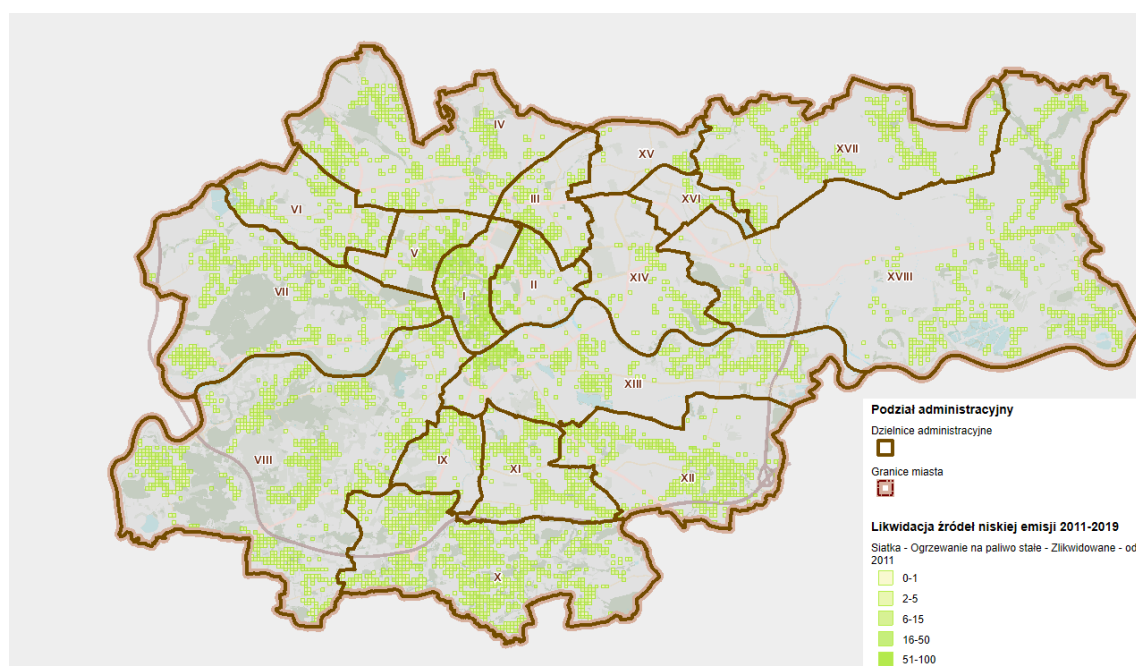 IV
XV
XVII
III
VI
XVI
V
XIV
XVIII
VII
II
I
XIII
VIII
IX
XI
XII
X
Podział administracyjny
Dzielnice administracyjne
Granice miasta
Likwidacja źródeł niskiej emisji 2011-2019
Siatka - Ogrzewanie na paliwo stałe - Zlikwidowane - od
2011
0-1
2-5
6-15
16-50
51-100